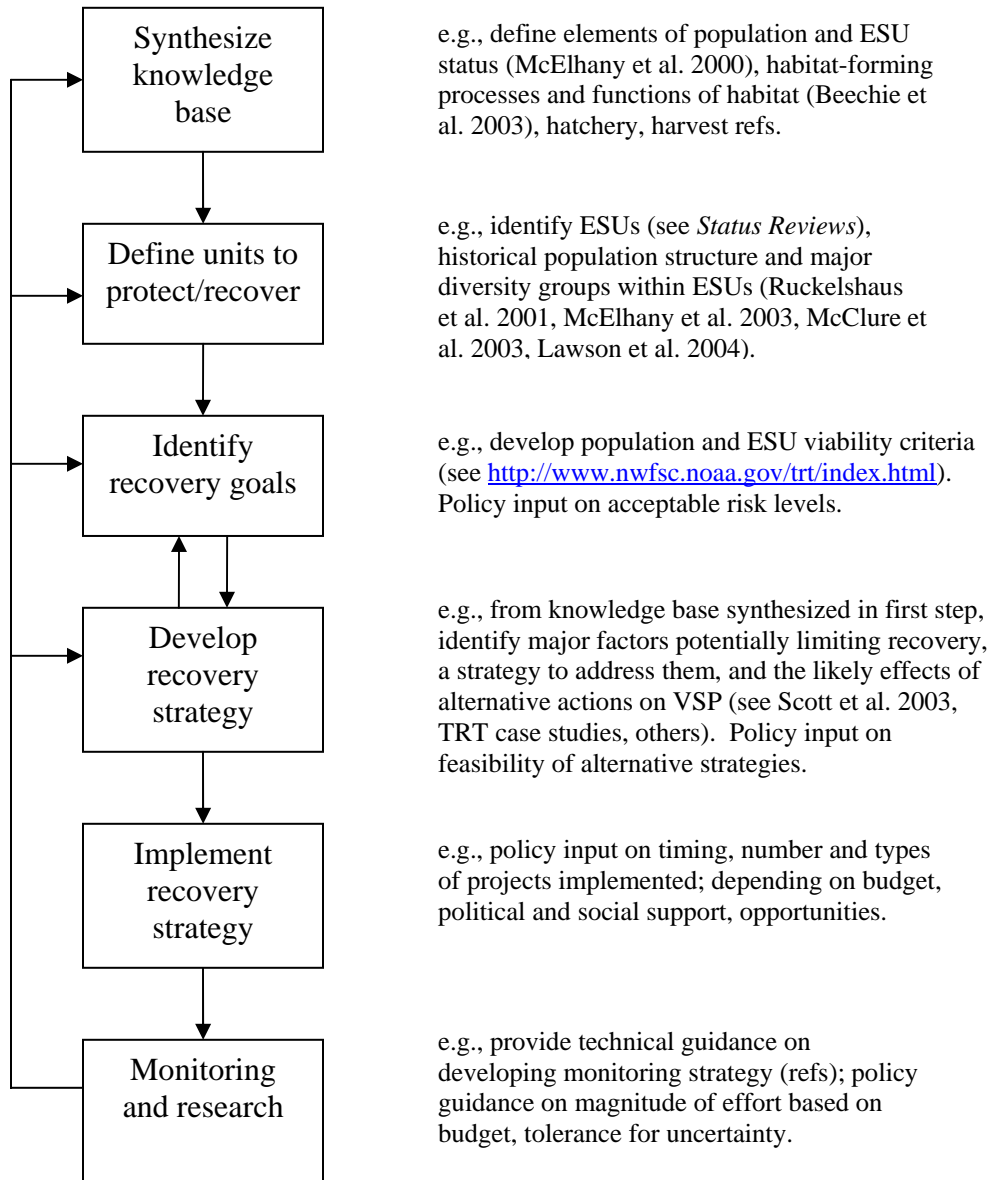 Synthesize
knowledge
base
e.g., define elements of population and ESU
status (McElhany et al. 2000), habitat-forming
processes and functions of habitat (Beechie et
al. 2003), hatchery, harvest refs.
Define units to
protect/recover
e.g., identify ESUs (see Status Reviews),
historical population structure and major
diversity groups within ESUs (Ruckelshaus
et al. 2001, McElhany et al. 2003, McClure et
al. 2003, Lawson et al. 2004).
Identify
recovery goals
e.g., develop population and ESU viability criteria
(see http://www.nwfsc.noaa.gov/trt/index.html).
Policy input on acceptable risk levels.
Develop
recovery
strategy
e.g., from knowledge base synthesized in first step,
identify major factors potentially limiting recovery,
a strategy to address them, and the likely effects of
alternative actions on VSP (see Scott et al. 2003,
TRT case studies, others).  Policy input on
feasibility of alternative strategies.
Implement
recovery
strategy
e.g., policy input on timing, number and types
of projects implemented; depending on budget,
political and social support, opportunities.
Monitoring
and research
e.g., provide technical guidance on
developing monitoring strategy (refs); policy
guidance on magnitude of effort based on
budget, tolerance for uncertainty.